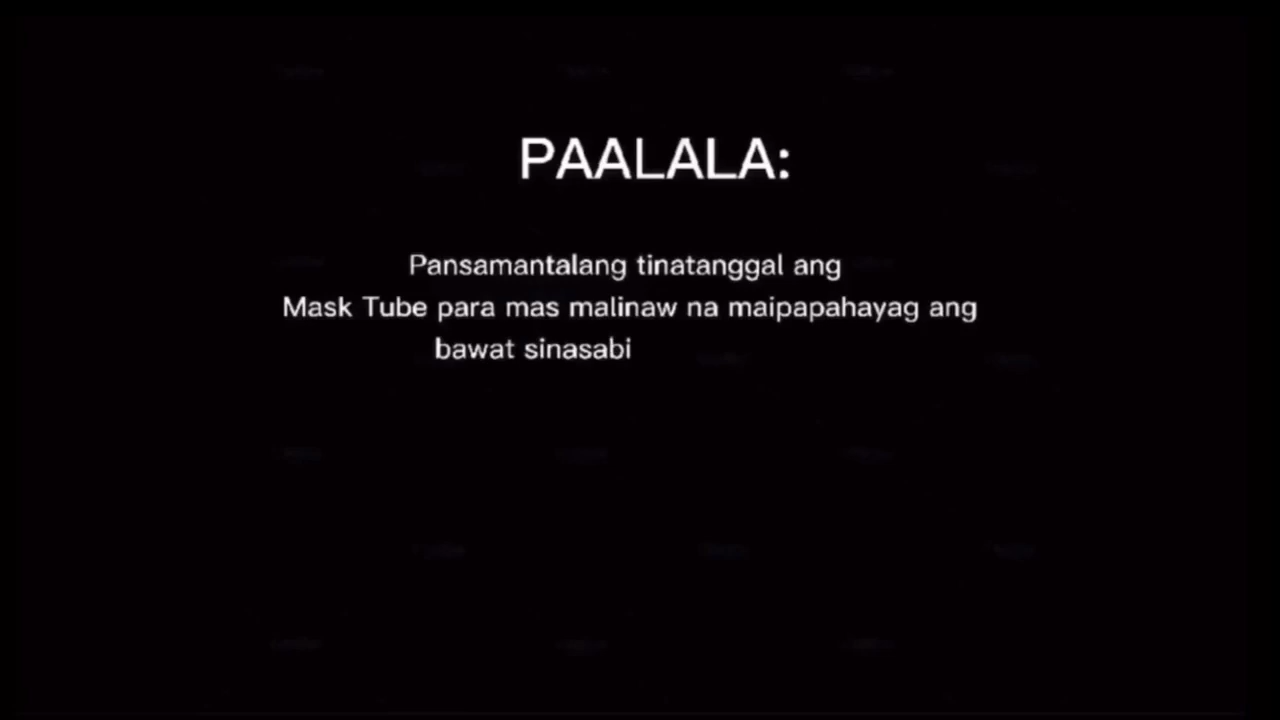 PAALALA:
Pansamantalang tinatanggal ang
Mask Tube para mas malinaw na maipapahayag ang
bawat sinasabi